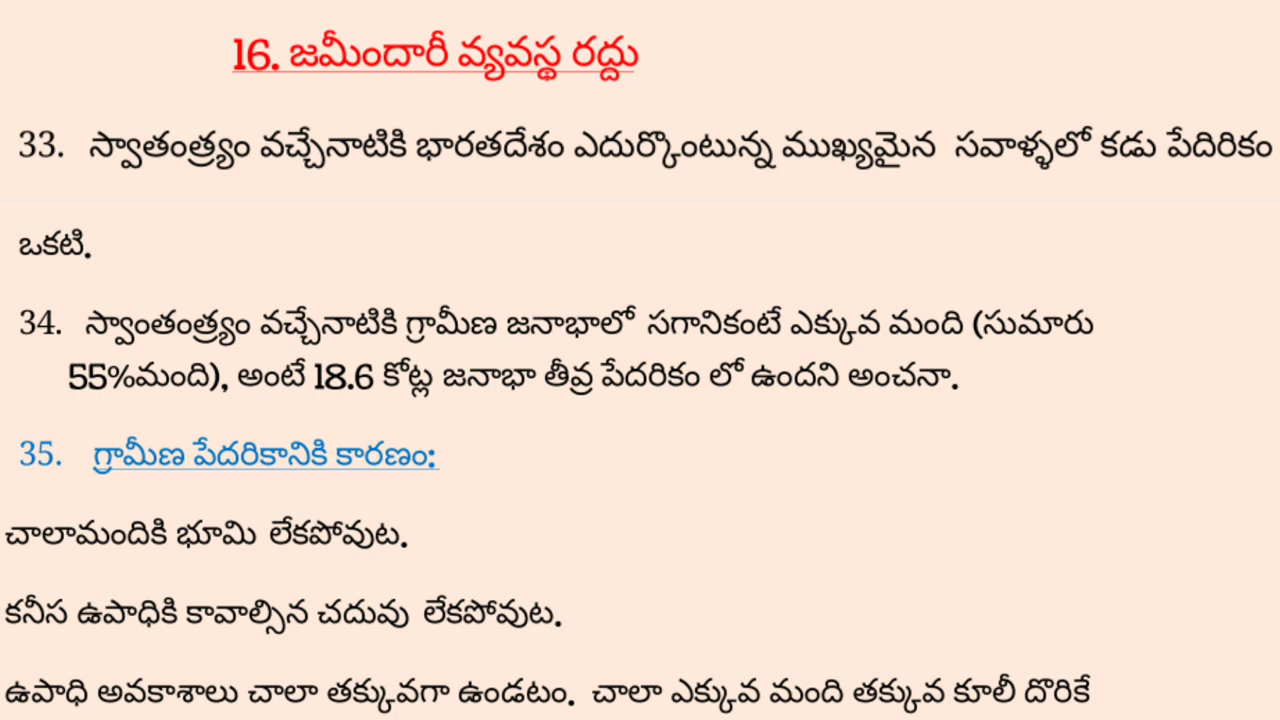 16. జమీందారీ వ్యవస్థ రద్దు
33. స్వాతంత్ర్యం వచ్చేనాటికి భారతదేశం ఎదుర్కొంటున్న ముఖ్యమైన సవాళ్ళలో కడు పేదిరికం
ఒకటి.
34. స్వాంతంత్ర్యం వచ్చేనాటికి గ్రామీణ జనాభాలో సగానికంటే ఎక్కువ మంది (సుమారు
55%మంది), అంటే 18.6 కోట్ల జనాభా తీవ్ర పేదరికం లో ఉందని అంచనా.
35. గ్రామీణ పేదరికానికి కారణం:
చాలామందికి భూమి లేకపోవుట.
కనీస ఉపాధికి కావాల్సిన చదువు లేకపోవుట.
ఉపాధి అవకాశాలు చాలా తక్కువగా ఉండటం. చాలా ఎక్కువ మంది తక్కువ కూలీ దొరికే